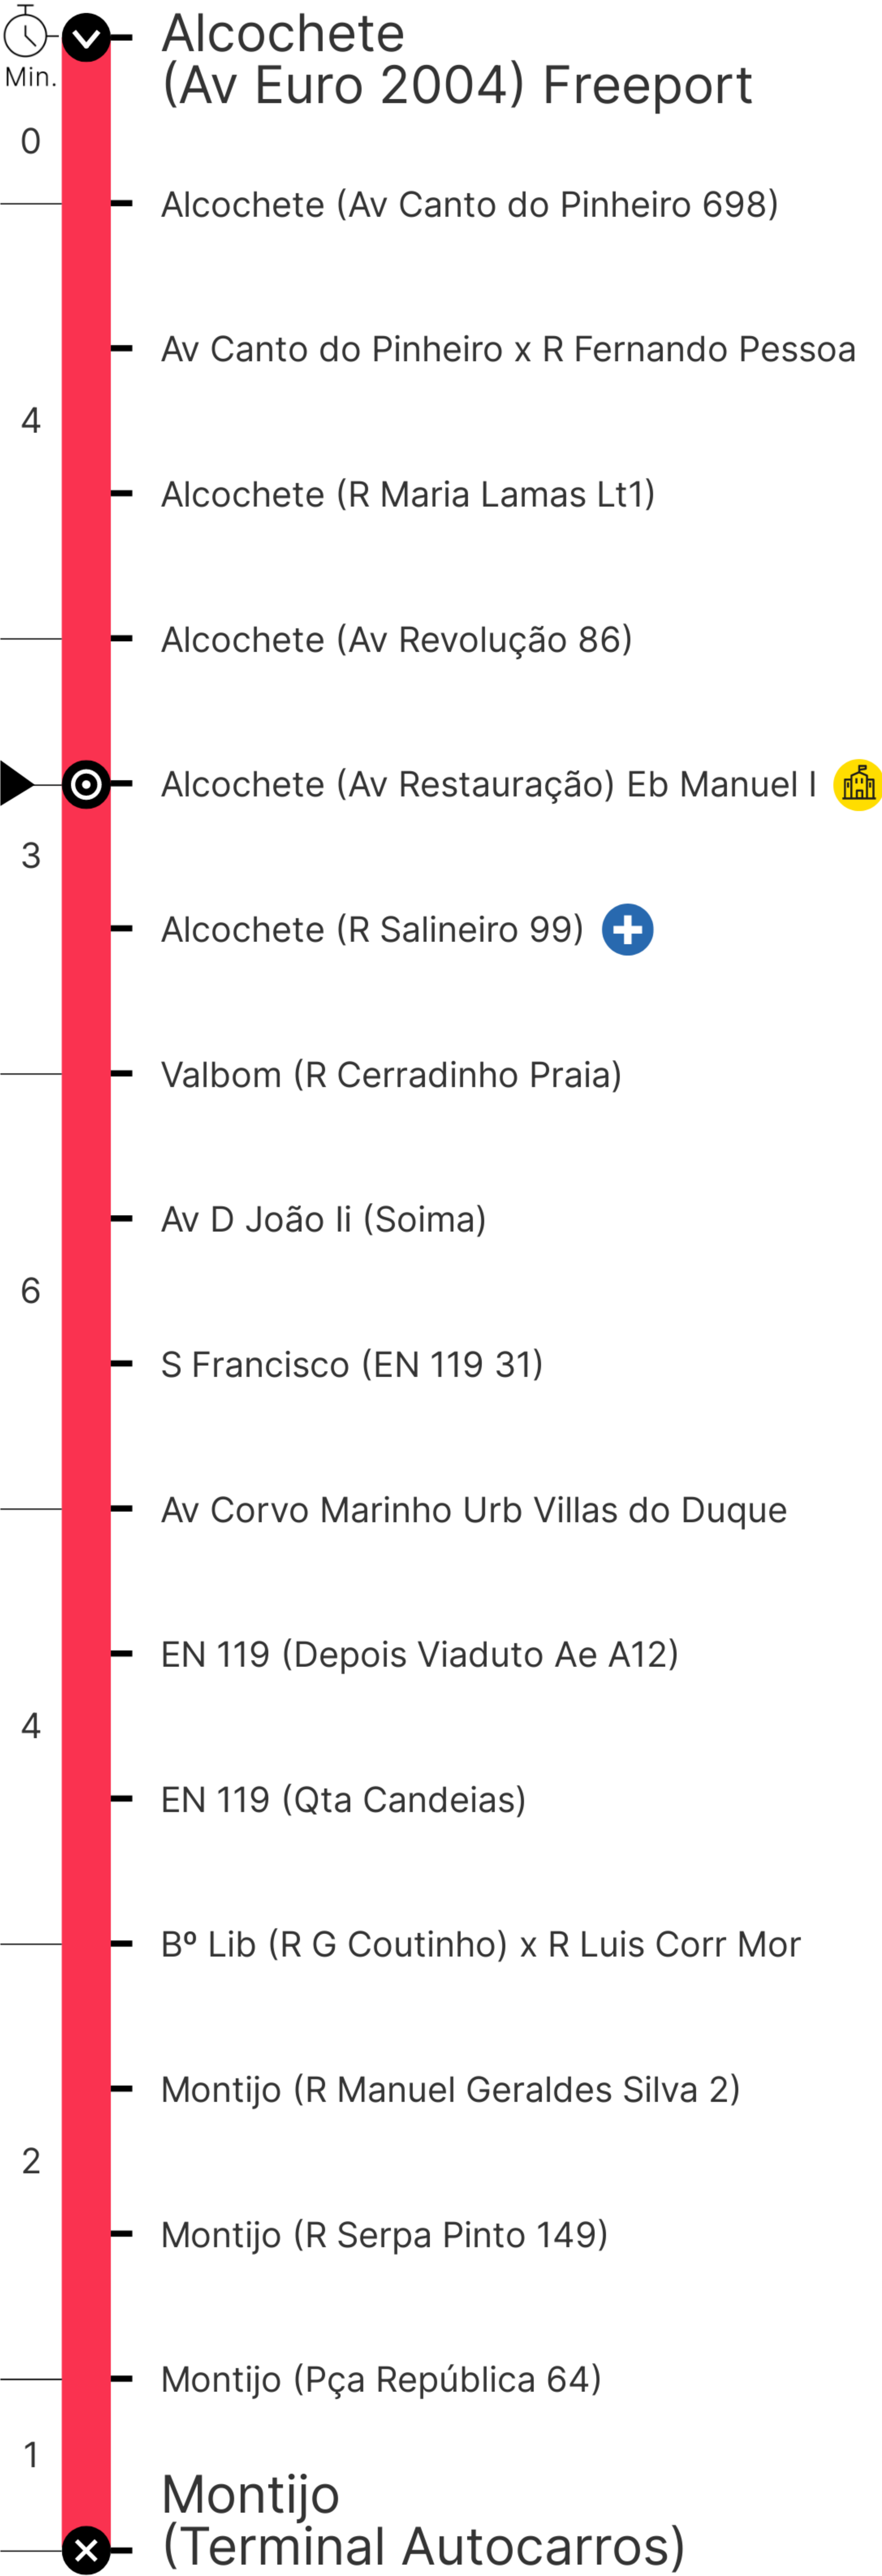 Alcochete
(Av Euro 2004) Freeport
Min.
0
Alcochete (Av Canto do Pinheiro 698)
Av Canto do Pinheiro x R Fernando Pessoa
4
Alcochete (R Maria Lamas Lt1)
Alcochete (Av Revolução 86)
Alcochete (Av Restauração) Eb Manuel I
3
Alcochete (R Salineiro 99)
Valbom (R Cerradinho Praia)
Av D João Ii (Soima)
6
S Francisco (EN 119 31)
Av Corvo Marinho Urb Villas do Duque
EN 119 (Depois Viaduto Ae A12)
4
EN 119 (Qta Candeias)
Bº Lib (R G Coutinho) x R Luis Corr Mor
Montijo (R Manuel Geraldes Silva 2)
2
Montijo (R Serpa Pinto 149)
Montijo (Pça República 64)
1
Montijo
(Terminal Autocarros)